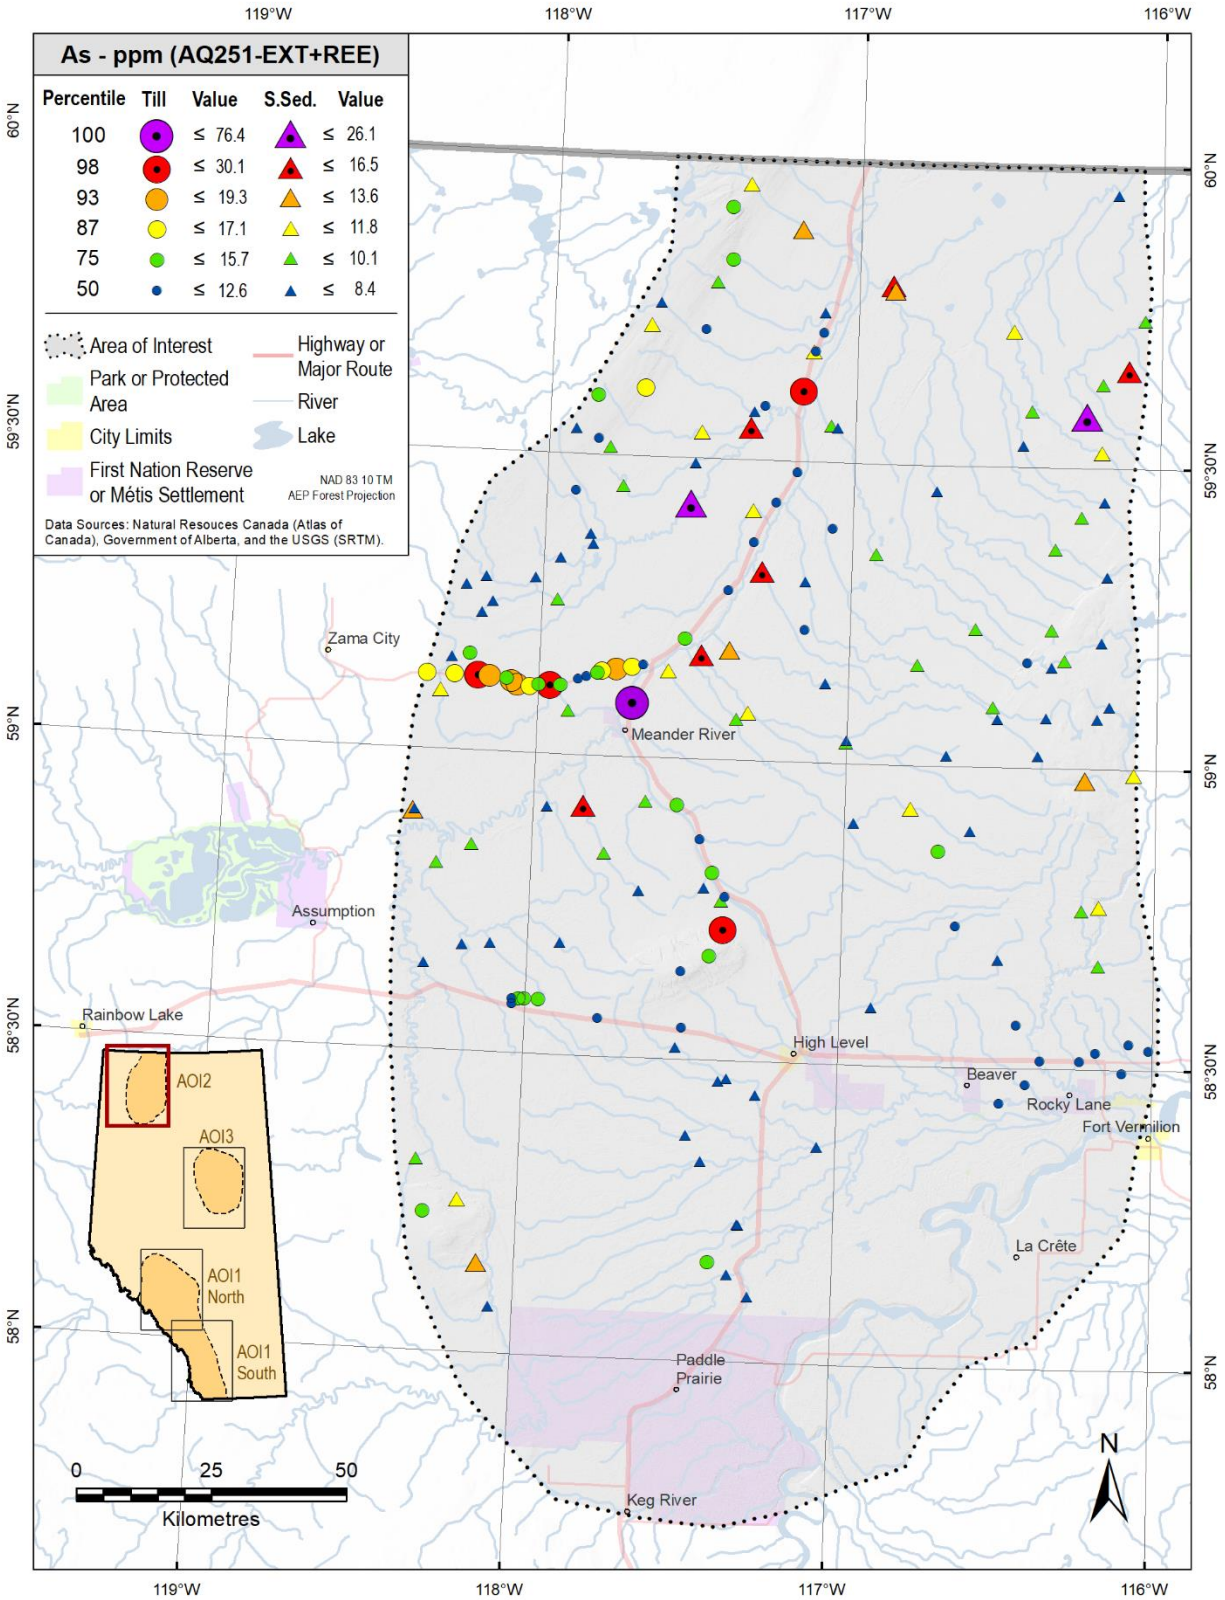 119°W 118°W 117°W 116°W
As - ppm (AQ251-EXT+REE)
Percentile Till Value S.Sed. Value
100 ≤ 76.4 ≤ 26.1
98 ≤ 30.1 ≤ 16.5
93 ≤ 19.3 ≤ 13.6
87 ≤ 17.1 ≤ 11.8
75 ≤ 15.7 ≤ 10.1
50 ≤ 12.6 ≤ 8.4
Area of Interest
Park or Protected
Area
City Limits
First Nation Reserve
or Métis Settlement
Highway or
Major Route
River
Lake
NAD 83 10 TM
AEP Forest Projection
Data Sources: Natural Resouces Canada (Atlas of
Canada), Government of Alberta, and the USGS (SRTM).
60°N
60°N
59°30'N
59°30'N
Zama City
59°N
Meander River
59°N
Assumption
Rainbow Lake
58°30'N
High Level
58°30'N
Beaver
Rocky Lane
Fort Vermilion
La Crête
AOI2
AOI3
AOI1
North
AOI1
South
58°N
58°N
Paddle
Prairie
Keg River
0 25 50
Kilometres
N
119°W 118°W 117°W 116°W